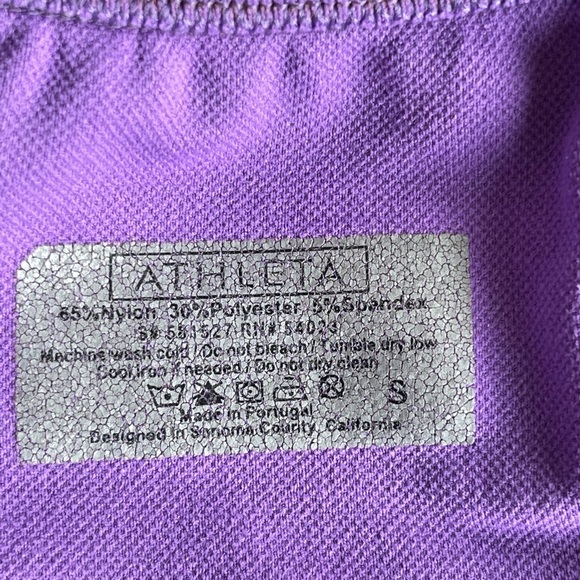 ATHLETA
65%Nylon 30%Polyester 5%Spandex
S# 551527 RN# 54023
Machine wash cold / Do not bleach / Tumble dry low
Cool iron if needed / Do not dry clean
S
Made in Portugal
Designed in Sonoma County, California